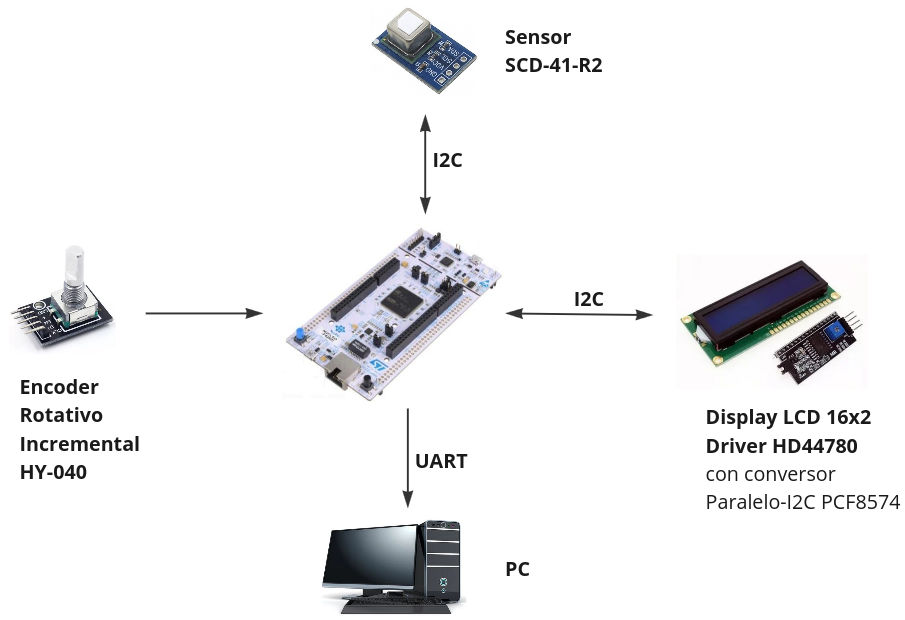 Sensor
SCD-41-R2
I2C
I2C
Encoder
Rotativo
Incremental
HY-040
Display LCD 16x2
Driver HD44780
con conversor
Paralelo-I2C PCF8574
UART
PC